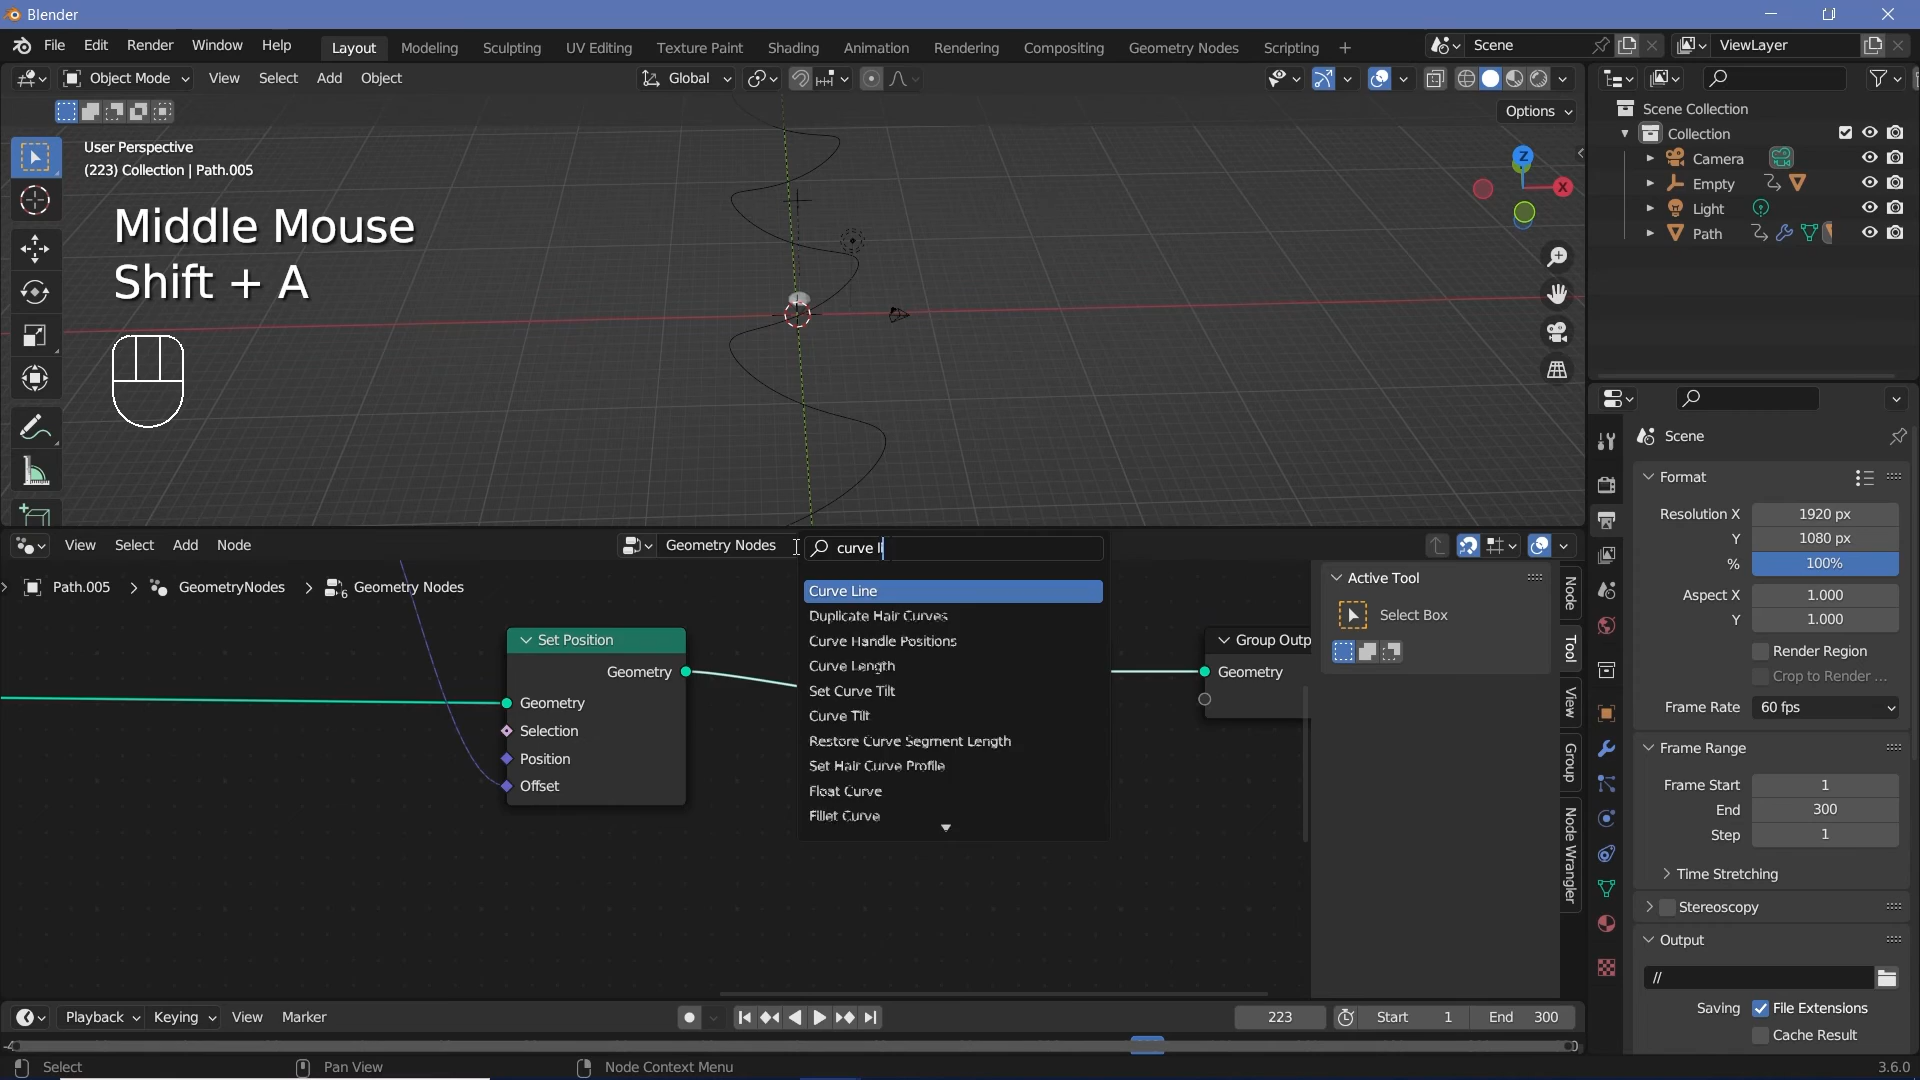 Blender
File Edit Render Window Help Layout Modeling Sculpting UV Editing Texture Paint Shading Animation Rendering Compositing Geometry Nodes Scripting + Scene ViewLayer
Object Mode View Select Add Object Global
Options
User Perspective
(223) Collection | Path.005
Middle Mouse
Shift + A
Z
X
Scene Collection
Collection
Camera
Empty
Light
Path
Scene
Format
Resolution X 1920 px
Y 1080 px
% 100%
Aspect X 1.000
Y 1.000
Render Region
Crop to Render ...
Frame Rate 60 fps
Frame Range
Frame Start 1
End 300
Step 1
Time Stretching
Stereoscopy
Output
//
Saving File Extensions
Cache Result
View Select Add Node Geometry Nodes
Path.005 > GeometryNodes > Geometry Nodes
6
Set Position
Geometry
Geometry
Selection
Position
Offset
curve l
Curve Line
Duplicate Hair Curves
Curve Handle Positions
Curve Length
Set Curve Tilt
Curve Tilt
Restore Curve Segment Length
Set Hair Curve Profile
Float Curve
Fillet Curve
Group Outp
Geometry
Active Tool
Select Box
Node
Tool
View
Group
Node Wrangler
Playback Keying View Marker 223 Start 1 End 300
Select Pan View Node Context Menu 3.6.0